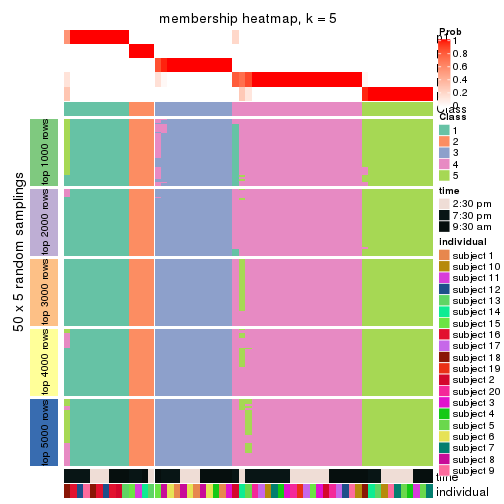 membership heatmap, k = 5
50 x 5 random samplings
top 1000 rows
top 2000 rows
top 3000 rows
top 4000 rows
top 5000 rows
Prob
1
0.8
0.6
0.4
0.2
0
Class
Class
1
2
3
4
5
time
2:30 pm
7:30 pm
9:30 am
individual
subject 1
subject 10
subject 11
subject 12
subject 13
subject 14
subject 15
subject 16
subject 17
subject 18
subject 19
subject 2
subject 20
subject 3
subject 4
subject 5
subject 6
subject 7
subject 8
subject 9
time
individual